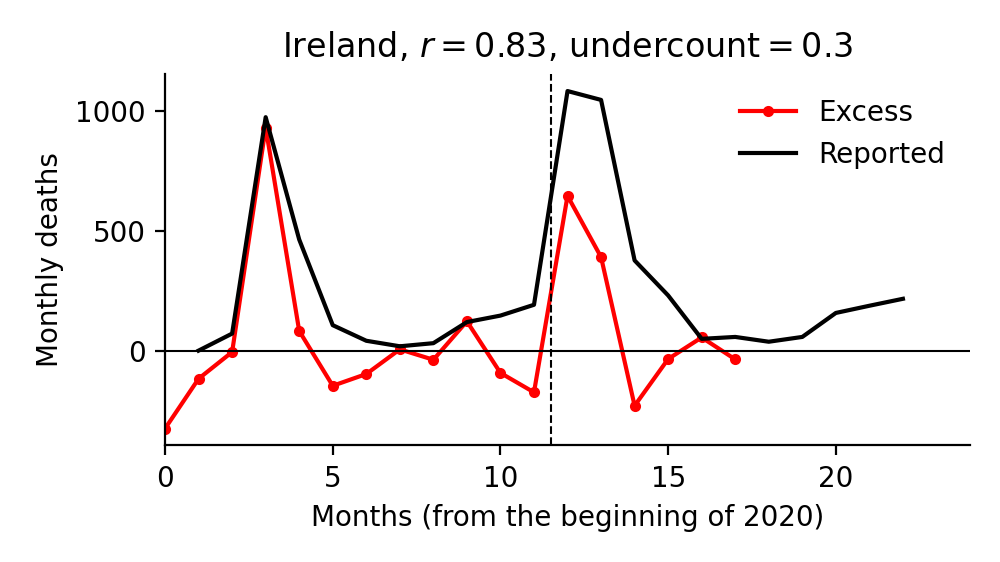 Ireland, r = 0.83, undercount = 0.3
Monthly deaths
1000
500
0
Excess
Reported
0 5 10 15 20
Months (from the beginning of 2020)